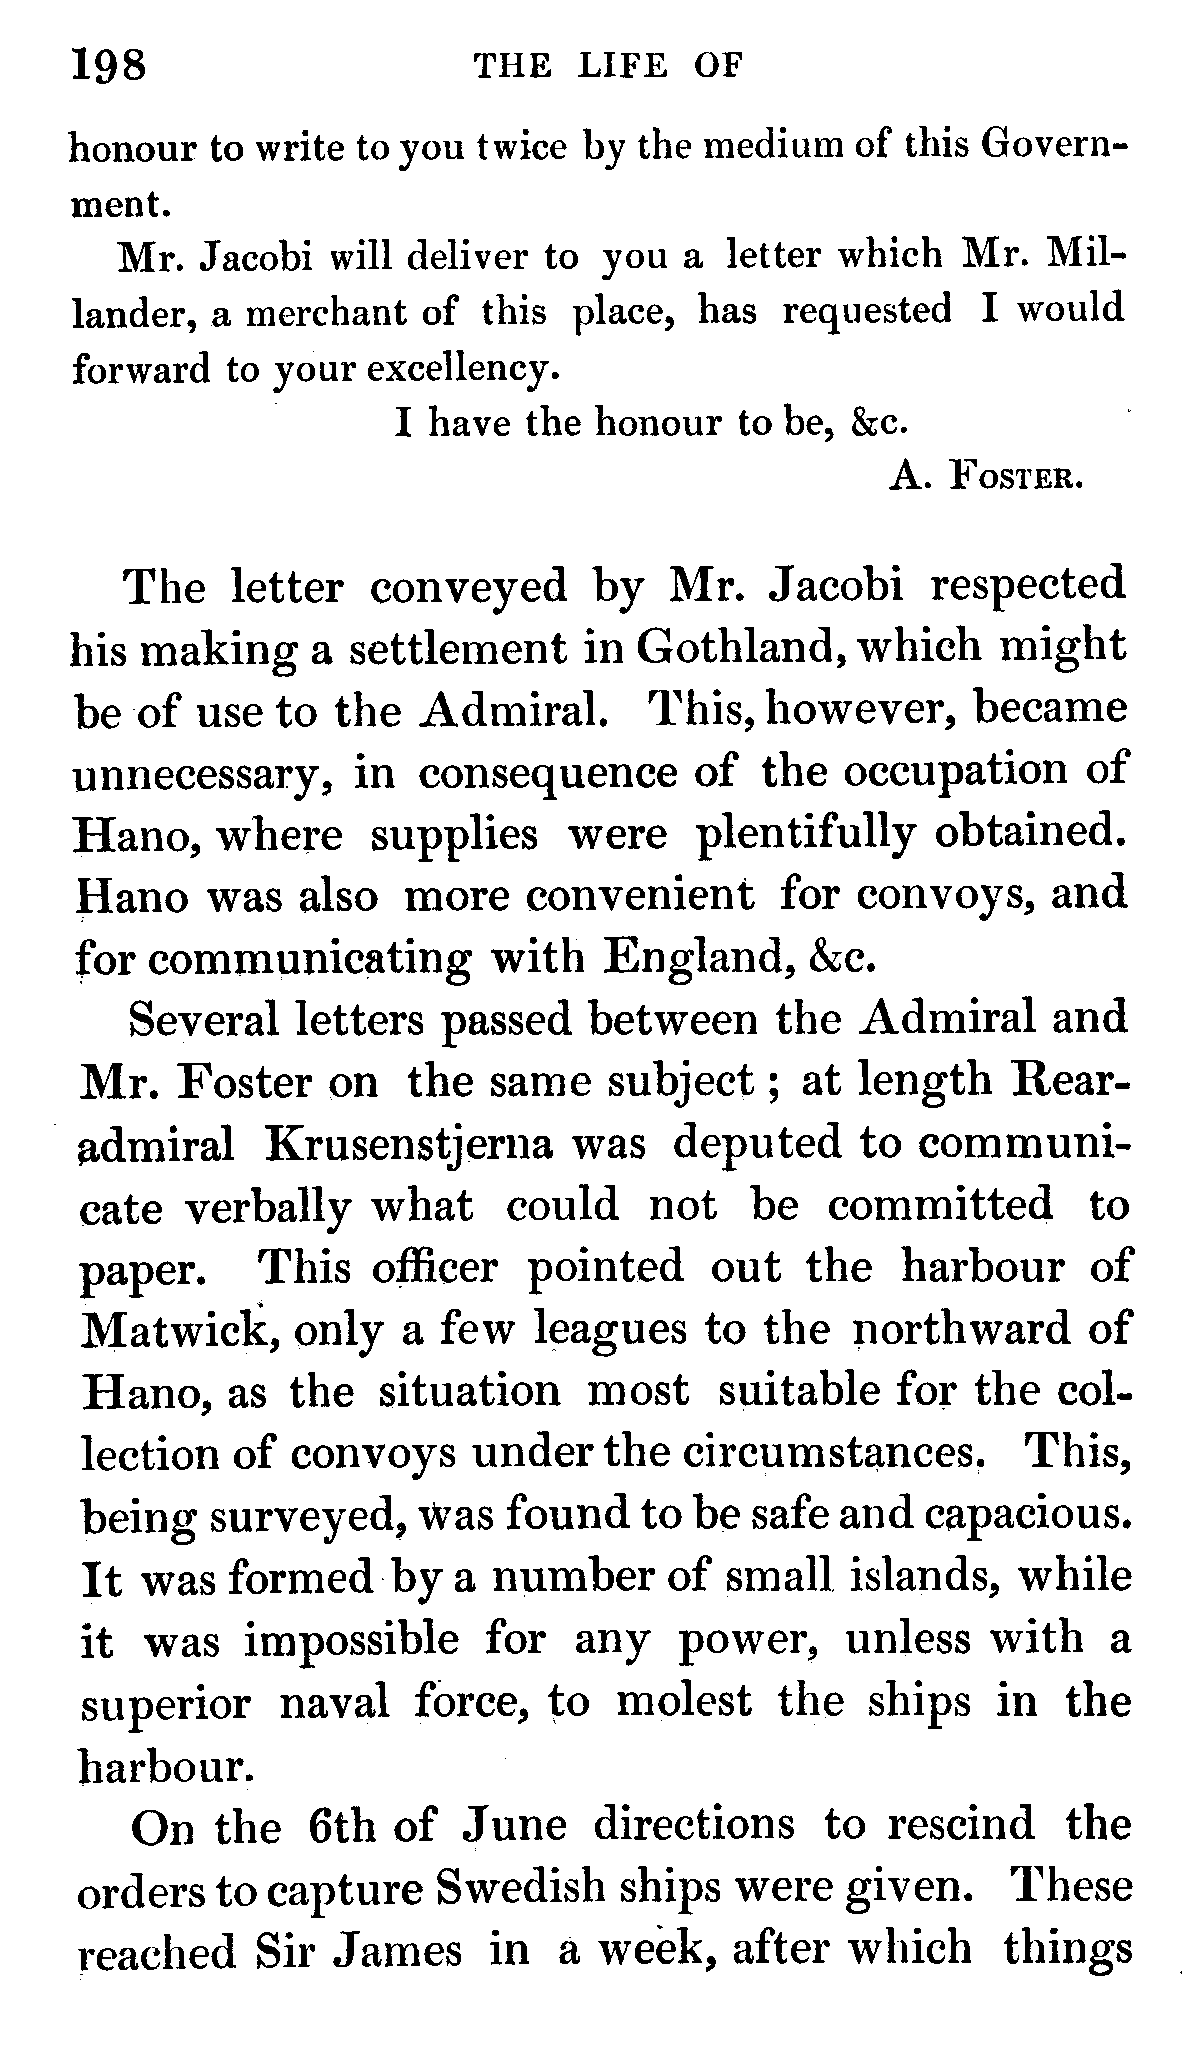 198 THE LIFE OF
honour to write to you twice by the medium of this Govern-
ment.
Mr. Jacobi will deliver to you a letter which Mr. Mil-
lander, a merchant of this place, has requested I would
forward to your excellency.
I have the honour to be, &c.
A. Foster.
The letter conveyed by Mr. Jacobi respected
his making a settlement in Gothland, which might
be of use to the Admiral. This, however, became
unnecessary, in consequence of the occupation of
Hano, where supplies were plentifully obtained.
Hano was also more convenient for convoys, and
for communicating with England, &c.
Several letters passed between the Admiral and
Mr. Foster on the same subject; at length Rear-
admiral Krusenstjerna was deputed to communi-
cate verbally what could not be committed to
paper. This officer pointed out the harbour of
Matwick, only a few leagues to the northward of
Hano, as the situation most suitable for the col-
lection of convoys under the circumstances. This,
being surveyed, was found to be safe and capacious.
It was formed by a number of small islands, while
it was impossible for any power, unless with a
superior naval force, to molest the ships in the
harbour.
On the 6th of June directions to rescind the
orders to capture Swedish ships were given. These
reached Sir James in a week, after which things